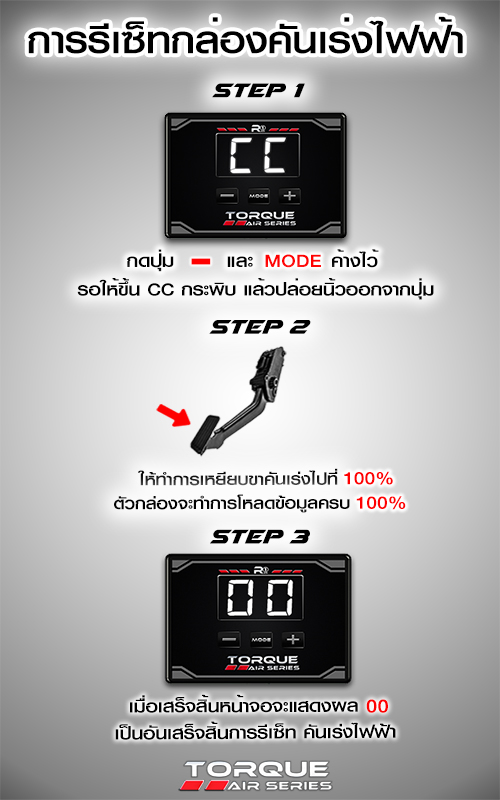 การรีเซ็ทกล่องคันเร่งไฟฟ้า
STEP 1
R
CC
MODE
TORQUE
AIR SERIES
กดปุ่ม - และ MODE ค้างไว้
รอให้ขึ้น CC กระพิบ แล้วปล่อยนิ้วออกจากปุ่ม
STEP 2
ให้ทำการเหยียบขาคันเร่งไปที่ 100%
ตัวกล่องจะทำการโหลดข้อมูลครบ 100%
STEP 3
R
00
- MODE +
TORQUE
AIR SERIES
เมื่อเสร็จสิ้นหน้าจอจะแสดงผล 00
เป็นอันเสร็จสิ้นการรีเซ็ท คันเร่งไฟฟ้า
TORQUE
AIR SERIES